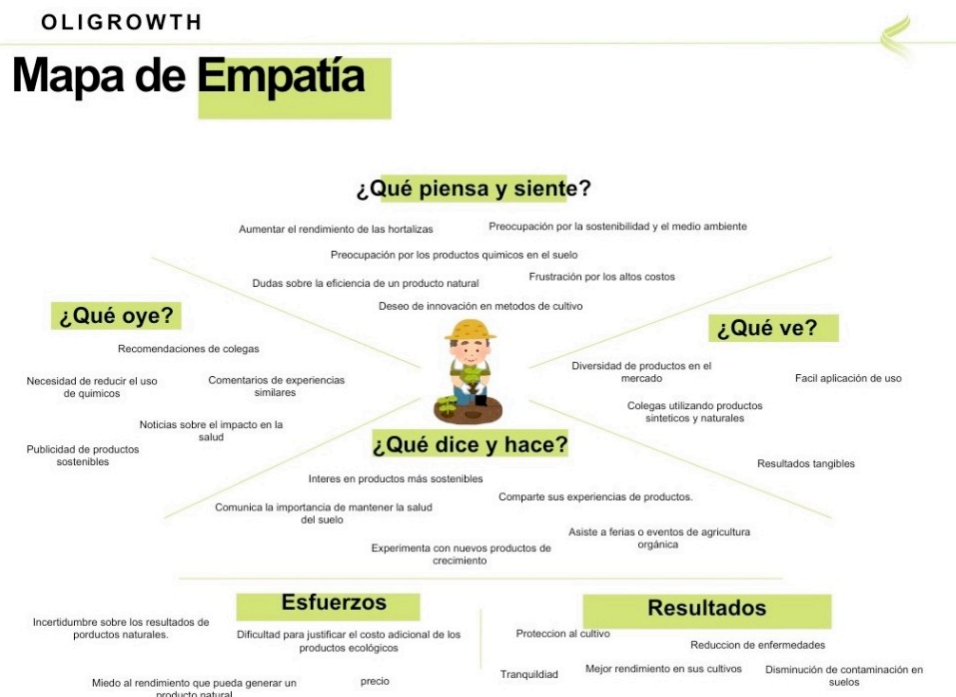 OLIGROWTH
Mapa de Empatía
¿Qué piensa y siente?
Aumentar el rendimiento de las hortalizas
Preocupación por la sostenibilidad y el medio ambiente
Preocupación por los productos quimicos en el suelo
Dudas sobre la eficiencia de un producto natural
Frustración por los altos costos
Deseo de innovación en metodos de cultivo
¿Qué oye?
Recomendaciones de colegas
Necesidad de reducir el uso
de quimicos
Comentarios de experiencias
similares
Noticias sobre el impacto en la
salud
Publicidad de productos
sostenibles
¿Qué ve?
Diversidad de productos en el
mercado
Facil aplicación de uso
Colegas utilizando productos
sinteticos y naturales
Resultados tangibles
¿Qué dice y hace?
Interes en productos más sostenibles
Comparte sus experiencias de productos.
Comunica la importancia de mantener la salud
del suelo
Asiste a ferias o eventos de agricultura
orgánica
Experimenta con nuevos productos de
crecimiento
Esfuerzos
Incertidumbre sobre los resultados de
porductos naturales.
Dificultad para justificar el costo adicional de los
productos ecológicos
Miedo al rendimiento que pueda generar un
producto natural
precio
Resultados
Proteccion al cultivo
Reduccion de enfermedades
Tranquildiad
Mejor rendimiento en sus cultivos
Disminución de contaminación en
suelos